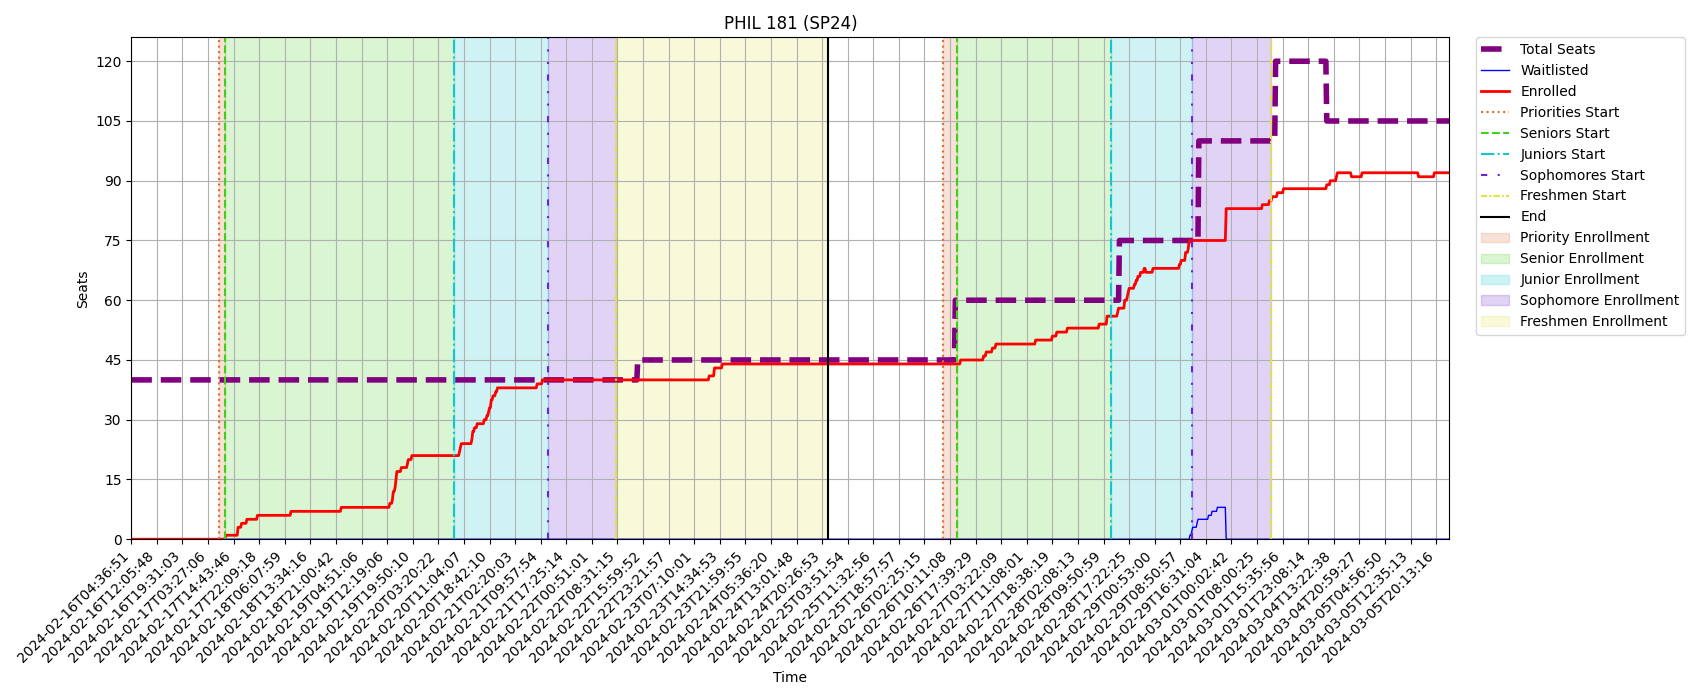 PHIL 181 (SP24)
Seats
120
105
90
75
60
45
30
15
0
2024-02-16T04:36:51
2024-02-16T12:05:48
2024-02-16T19:31:03
2024-02-17T03:27:06
2024-02-17T14:43:46
2024-02-17T22:09:18
2024-02-18T06:07:59
2024-02-18T13:34:16
2024-02-18T21:00:42
2024-02-19T04:51:06
2024-02-19T12:19:06
2024-02-19T19:50:10
2024-02-20T03:20:22
2024-02-20T11:04:07
2024-02-20T18:42:10
2024-02-21T02:20:03
2024-02-21T09:57:54
2024-02-21T17:25:14
2024-02-22T00:51:01
2024-02-22T08:31:15
2024-02-22T15:59:52
2024-02-22T23:21:57
2024-02-23T07:10:01
2024-02-23T14:34:53
2024-02-23T21:59:55
2024-02-24T05:36:20
2024-02-24T13:01:48
2024-02-24T20:26:53
2024-02-25T03:51:54
2024-02-25T11:32:56
2024-02-25T18:57:57
2024-02-26T02:25:15
2024-02-26T10:11:08
2024-02-26T17:39:29
2024-02-27T03:22:09
2024-02-27T11:08:01
2024-02-27T18:38:19
2024-02-28T02:08:13
2024-02-28T09:50:59
2024-02-28T17:22:25
2024-02-29T00:53:00
2024-02-29T08:50:57
2024-02-29T16:31:04
2024-03-01T00:02:42
2024-03-01T08:00:25
2024-03-01T15:35:56
2024-03-01T23:08:14
2024-03-04T13:22:38
2024-03-04T20:59:27
2024-03-05T04:56:50
2024-03-05T12:35:13
2024-03-05T20:13:16
Time
Total Seats
Waitlisted
Enrolled
Priorities Start
Seniors Start
Juniors Start
Sophomores Start
Freshmen Start
End
Priority Enrollment
Senior Enrollment
Junior Enrollment
Sophomore Enrollment
Freshmen Enrollment